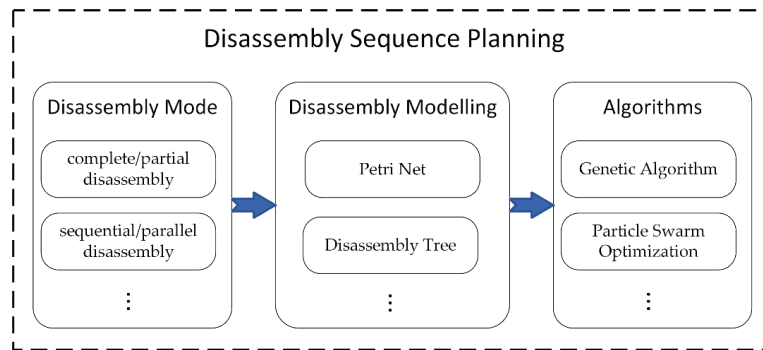 Disassembly Sequence Planning
Disassembly Mode
complete/partial
disassembly
sequential/parallel
disassembly
⋮
Disassembly Modelling
Petri Net
Disassembly Tree
⋮
Algorithms
Genetic Algorithm
Particle Swarm
Optimization
⋮